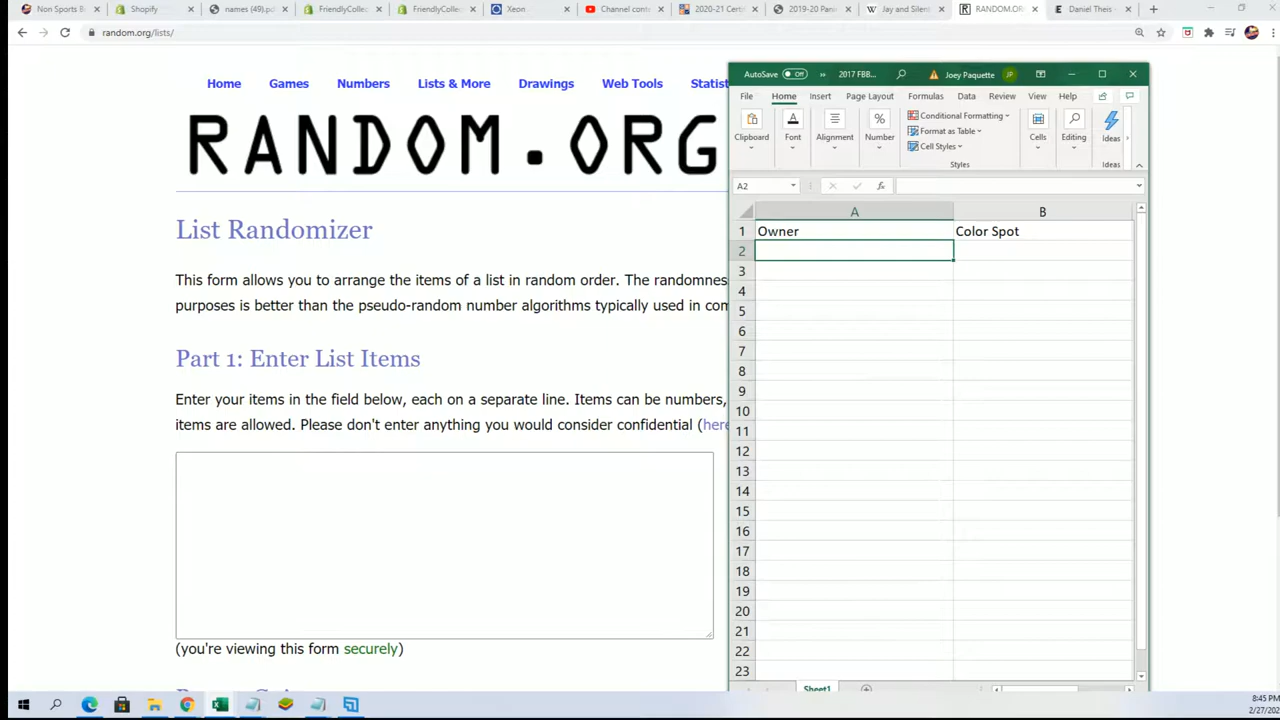 Non Sports B
Shopify
names (49).pd
FriendlyCollec
FriendlyCollec
Xeon
Channel conte
2020-21 Certi
2019-20 Pani
Jay and Silent
RANDOM.OR
Daniel Theis -
random.org/lists/
Home Games Numbers Lists & More Drawings Web Tools Statist
RANDOM.ORG
List Randomizer
This form allows you to arrange the items of a list in random order. The randomnes
purposes is better than the pseudo-random number algorithms typically used in com
Part 1: Enter List Items
Enter your items in the field below, each on a separate line. Items can be numbers,
items are allowed. Please don't enter anything you would consider confidential (here
(you're viewing this form securely)
AutoSave Off » 2017 FBB... Joey Paquette JP
File Home Insert Page Layout Formulas Data Review View Help
Clipboard Font Alignment Number
Conditional Formatting
Format as Table
Cell Styles
Styles
Cells Editing Ideas
Ideas
A2 fx
A B
1 Owner Color Spot
2
3
4
5
6
7
8
9
10
11
12
13
14
15
16
17
18
19
20
21
22
23
Sheet1
8:45 PM
2/27/202